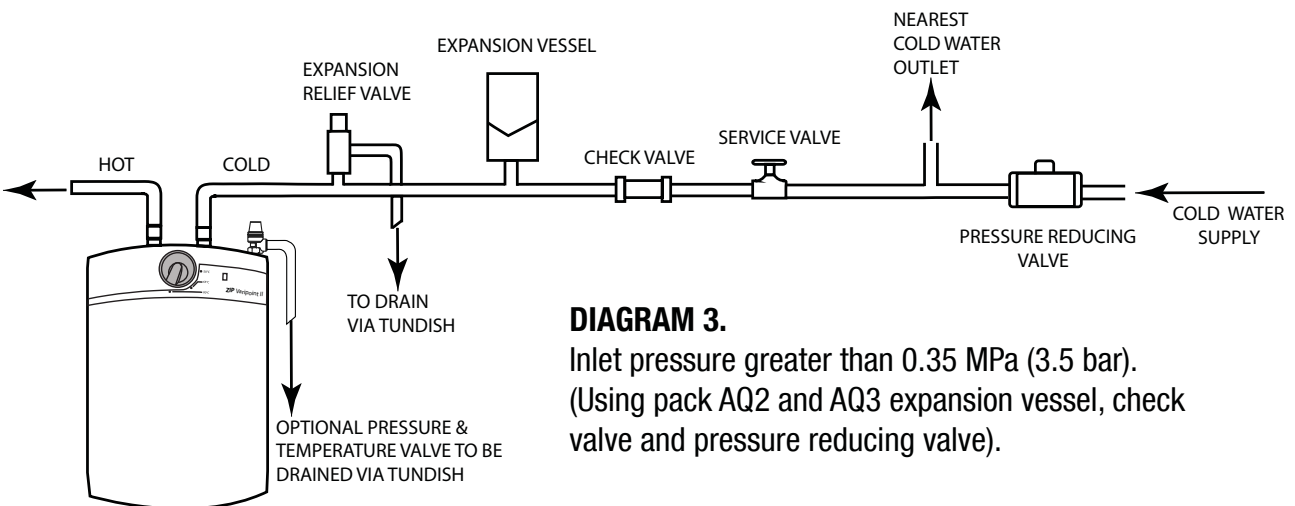 NEAREST
COLD WATER
OUTLET
EXPANSION VESSEL
EXPANSION
RELIEF VALVE
SERVICE VALVE
CHECK VALVE
HOT
COLD
COLD WATER
SUPPLY
PRESSURE REDUCING
VALVE
ZIP Varipoint II
TO DRAIN
VIA TUNDISH
DIAGRAM 3.
Inlet pressure greater than 0.35 MPa (3.5 bar).
(Using pack AQ2 and AQ3 expansion vessel, check
valve and pressure reducing valve).
OPTIONAL PRESSURE &
TEMPERATURE VALVE TO BE
DRAINED VIA TUNDISH